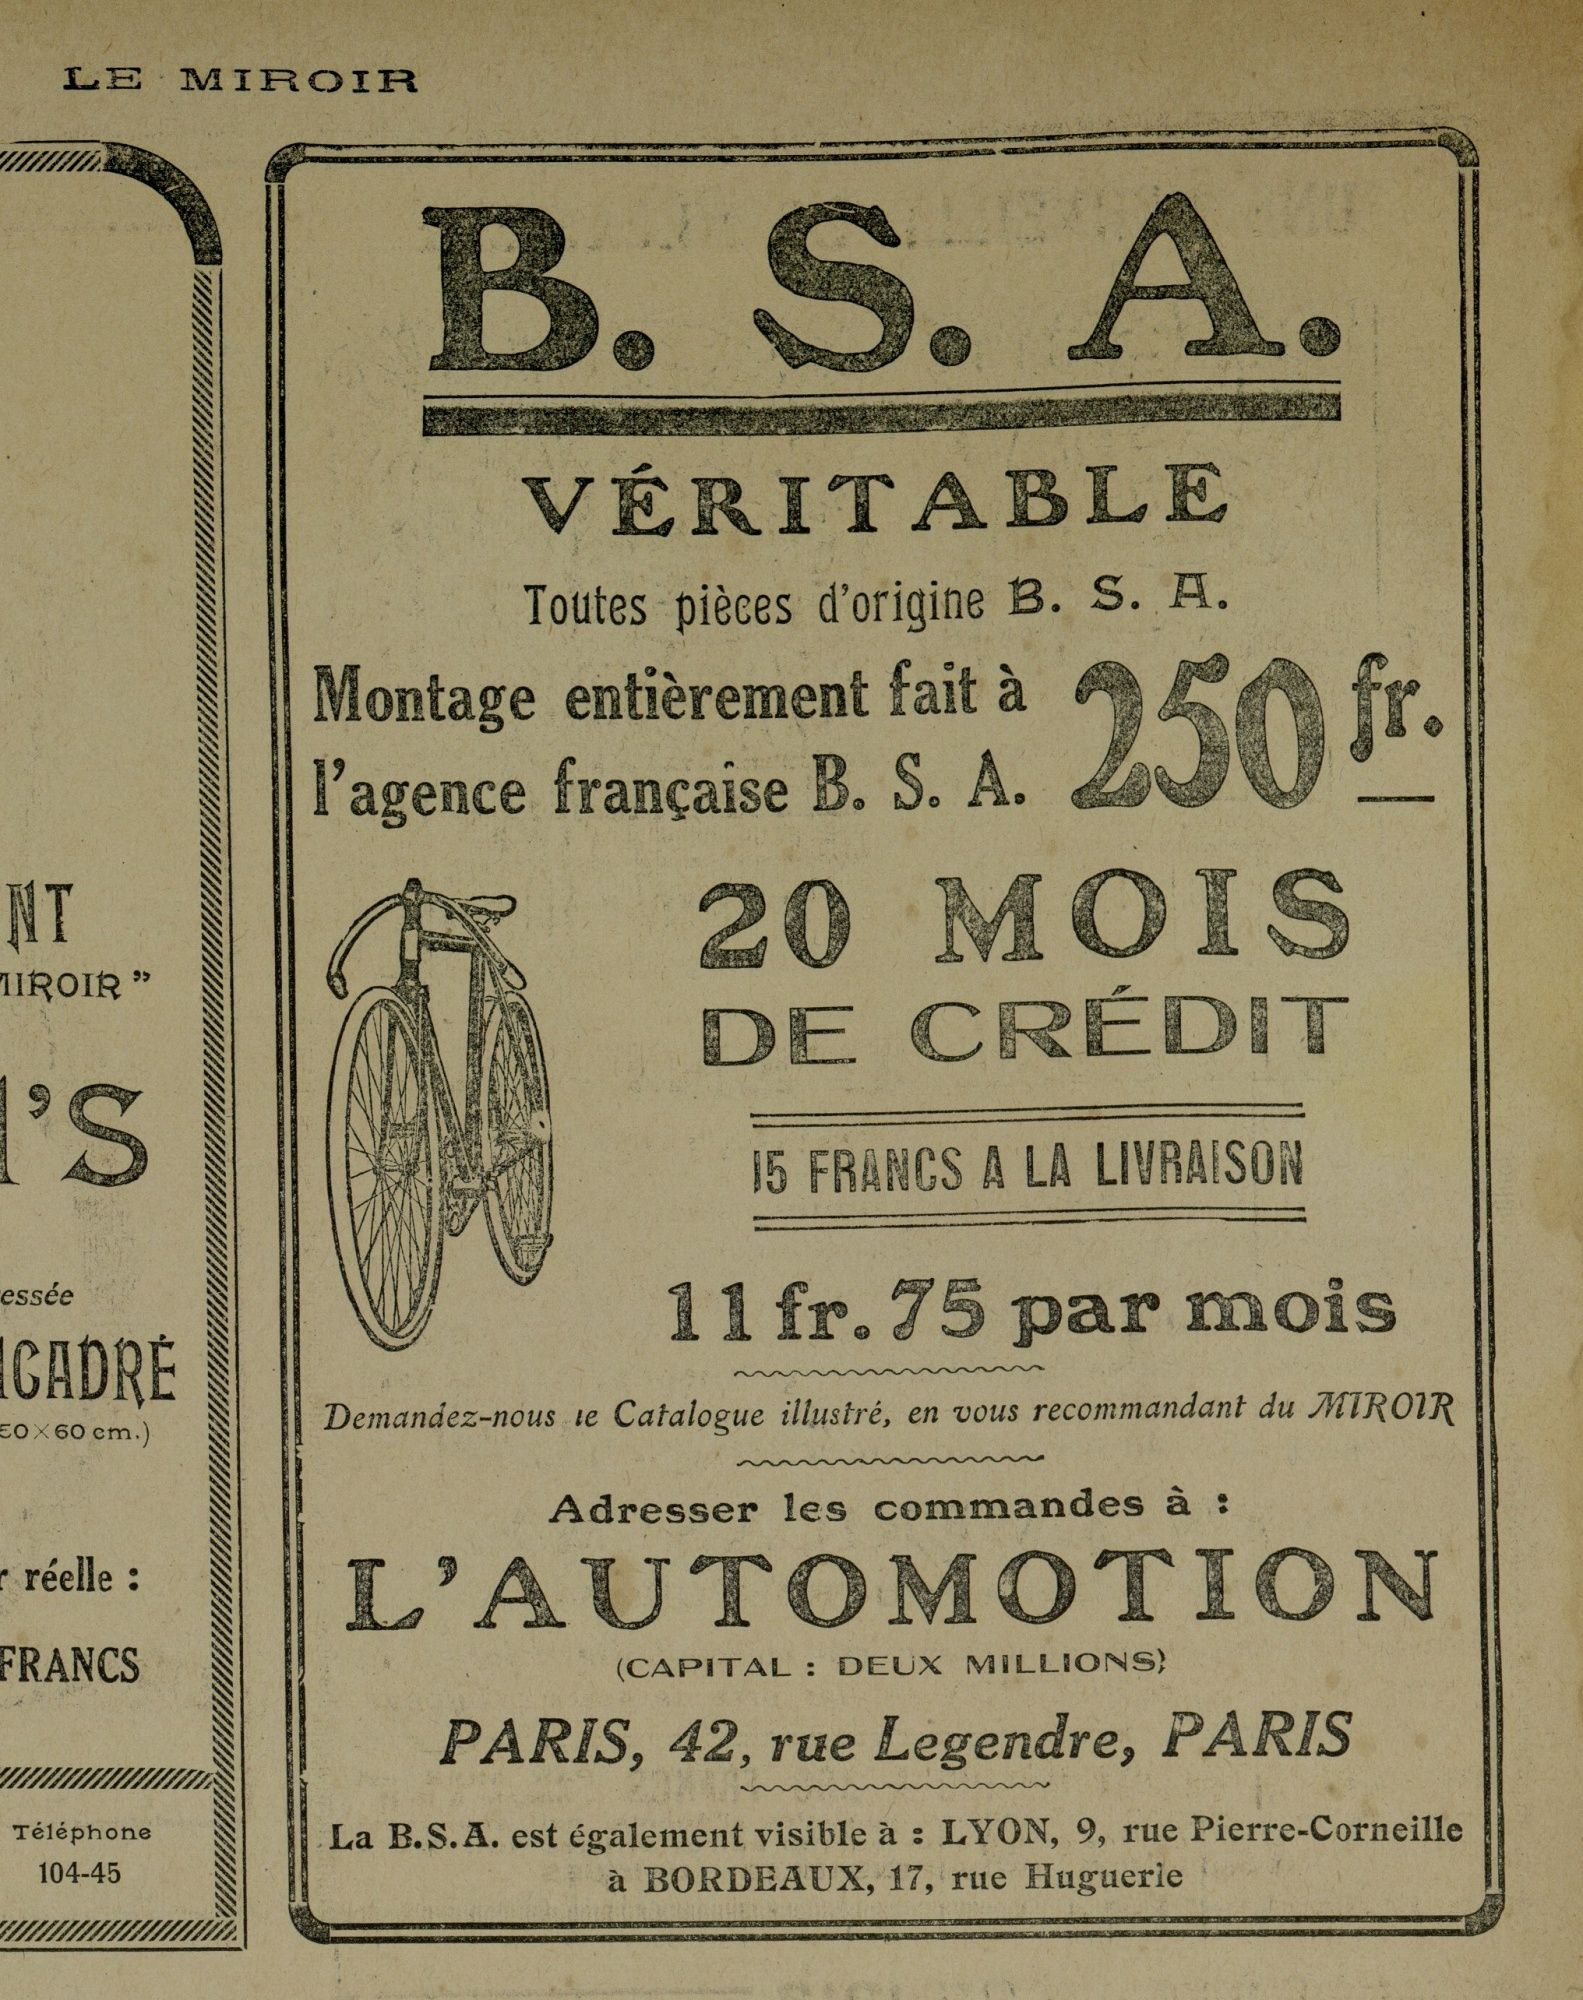 LE MIROIR
NT
MIROIR"
'S
essée
CADRÉ
50×60 cm.)
r réelle :
FRANCS
Téléphone
104-45
B. S. A.
VÉRITABLE
Toutes pièces d'origine B. S. A.
Montage entièrement fait à
l'agence française B. S. A.
250 fr.
20 MOIS
DE CRÉDIT
15 FRANCS A LA LIVRAISON
11 fr. 75 par mois
Demandez-nous le Catalogue illustré, en vous recommandant du MIROIR
Adresser les commandes à :
L'AUTOMOTION
(CAPITAL : DEUX MILLIONS)
PARIS, 42, rue Legendre, PARIS
La B.S.A. est également visible à : LYON, 9, rue Pierre-Corneille
à BORDEAUX, 17, rue Huguerie